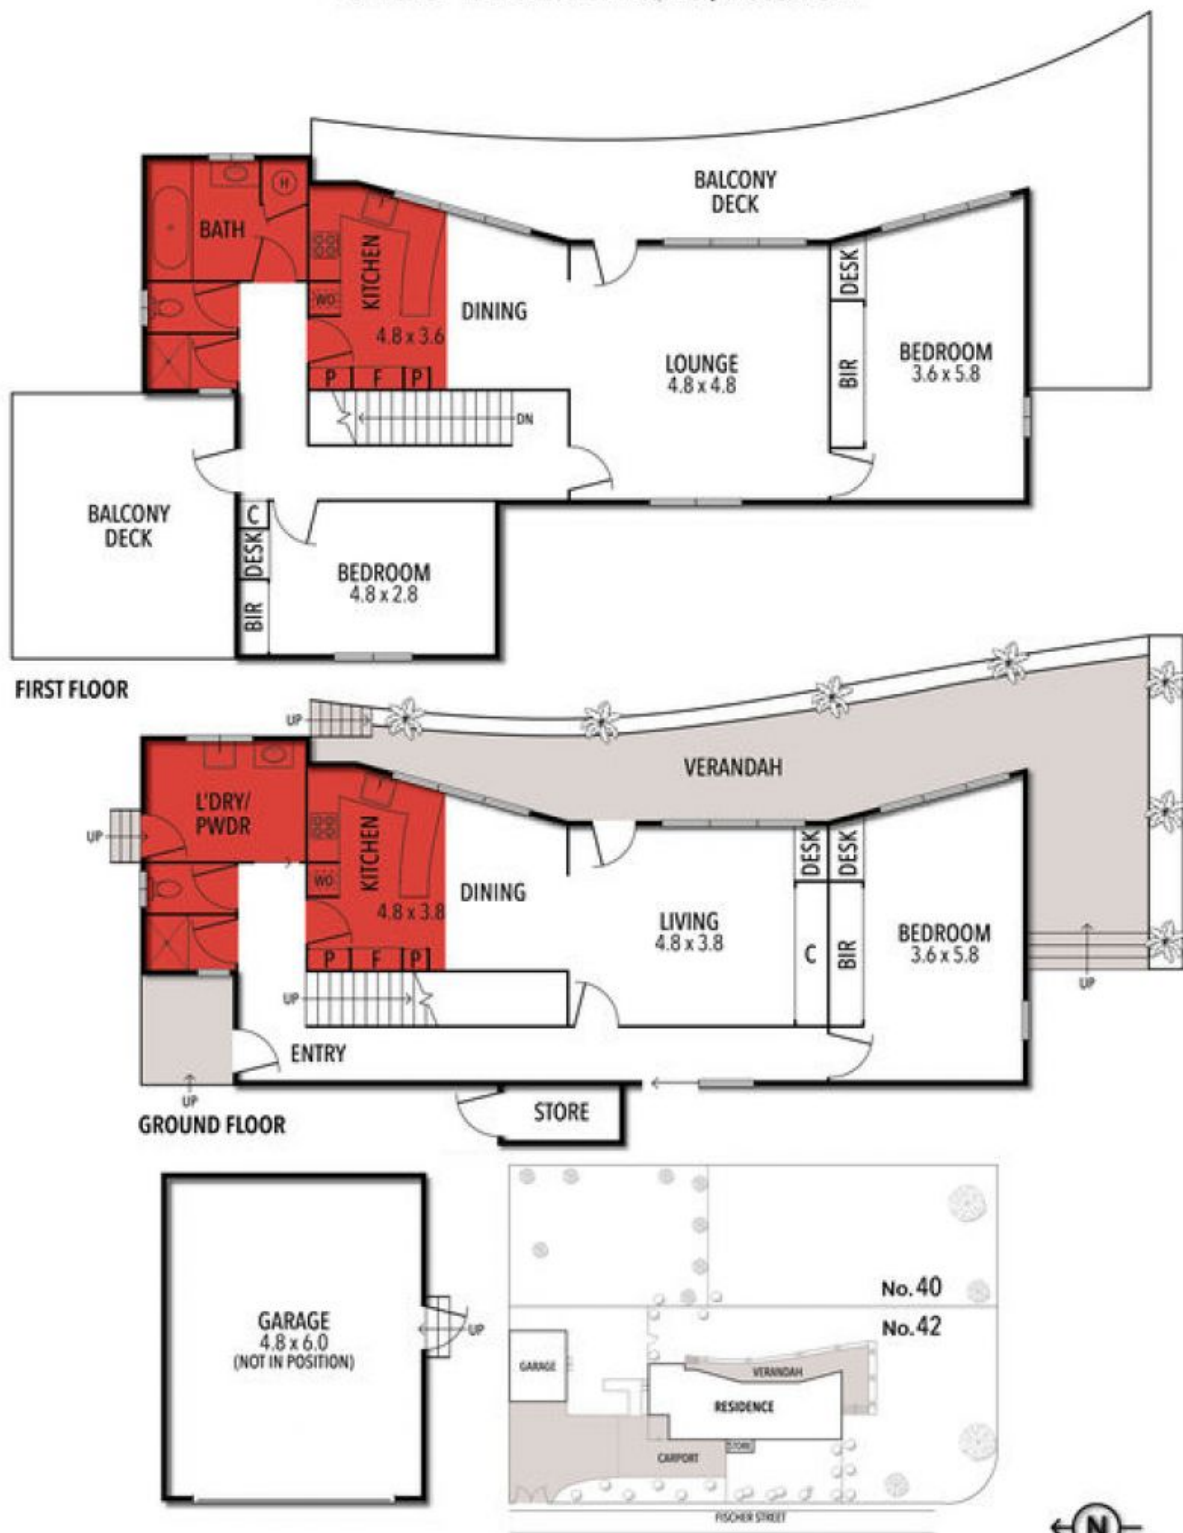 BALCONY
DECK
H
BATH
KITCHEN
WO
4.8 x 3.6
P
F
P
DINING
LOUNGE
4.8 x 4.8
DESK
BIR
BEDROOM
3.6 x 5.8
DN
BALCONY
DECK
C
DESK
BIR
BEDROOM
4.8 x 2.8
FIRST FLOOR
UP
VERANDAH
L'DRY/
PWDR
UP
KITCHEN
WO
4.8 x 3.8
P
F
P
DINING
LIVING
4.8 x 3.8
DESK
DESK
C
BIR
BEDROOM
3.6 x 5.8
UP
UP
ENTRY
UP
GROUND FLOOR
STORE
GARAGE
4.8 x 6.0
(NOT IN POSITION)
UP
No.40
No.42
GARAGE
VERANDAH
RESIDENCE
STORE
CARPORT
FISCHER STREET
N